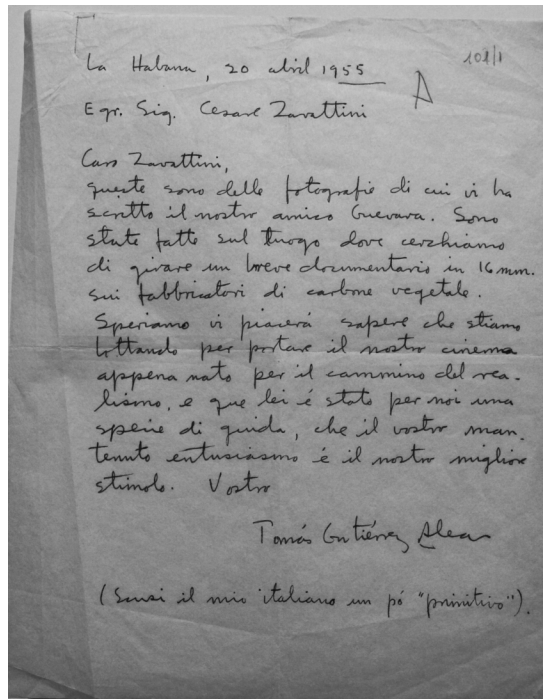 101/1
La Habana, 20 abril 1955
A
Egr. Sig. Cesare Zavattini
Caro Zavattini,
queste sono delle fotografie di cui vi ha
scritto il nostro amico Guevara. Sono
state fatte sul luogo dove cerchiamo
di girare un breve documentario in 16 mm.
sui fabbricatori di carbone vegetale.
Speriamo vi piacerá sapere che stiamo
lottando per portare il nostro cinema
appena nato per il cammino del rea-
lismo, e que lei é stato per noi una
specie di guida, che il vostro man-
tenuto entusiasmo é il nostro migliore
stimolo. Vostro
Tomás Gutiérrez Alea
(Scusi il mio italiano un pó "primitivo").